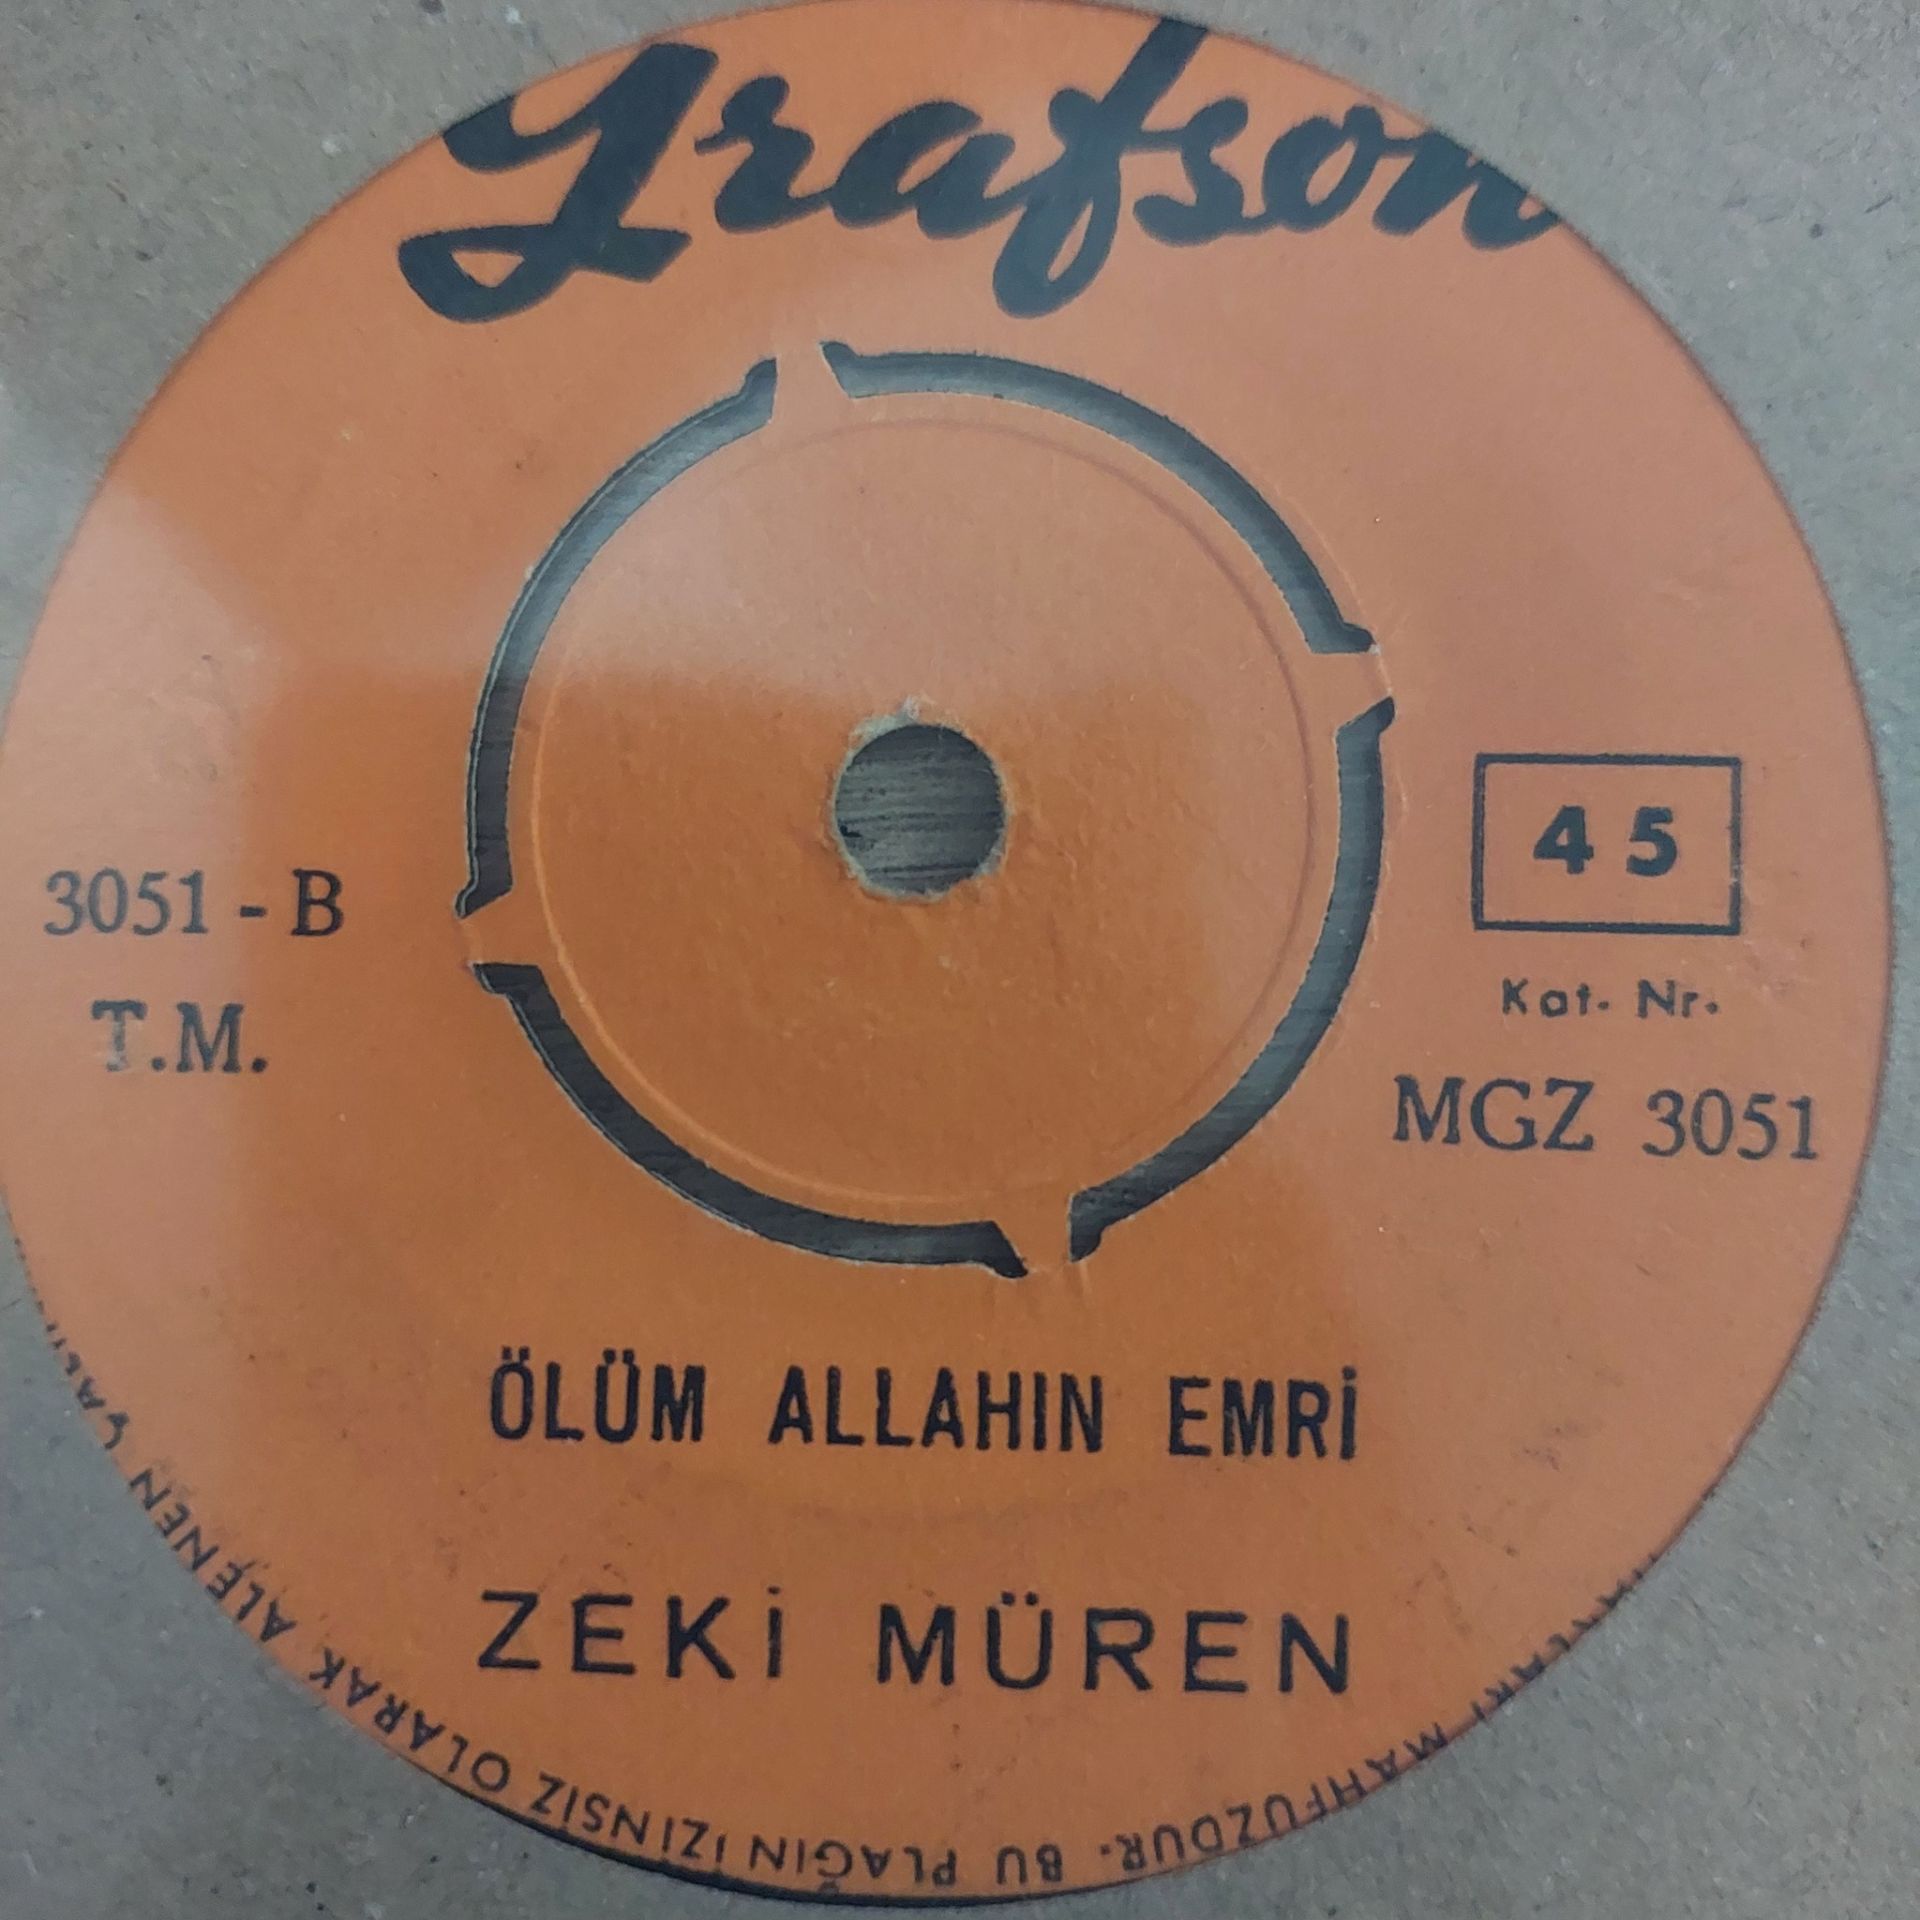 Grafson
45
3051 - B
Kat. Nr.
T.M.
MGZ 3051
ÖLÜM ALLAHIN EMRİ
ZEKİ MÜREN
MAHFUZDUR. BU PLAĞIN İZİNSİZ OLARAK ALENEN